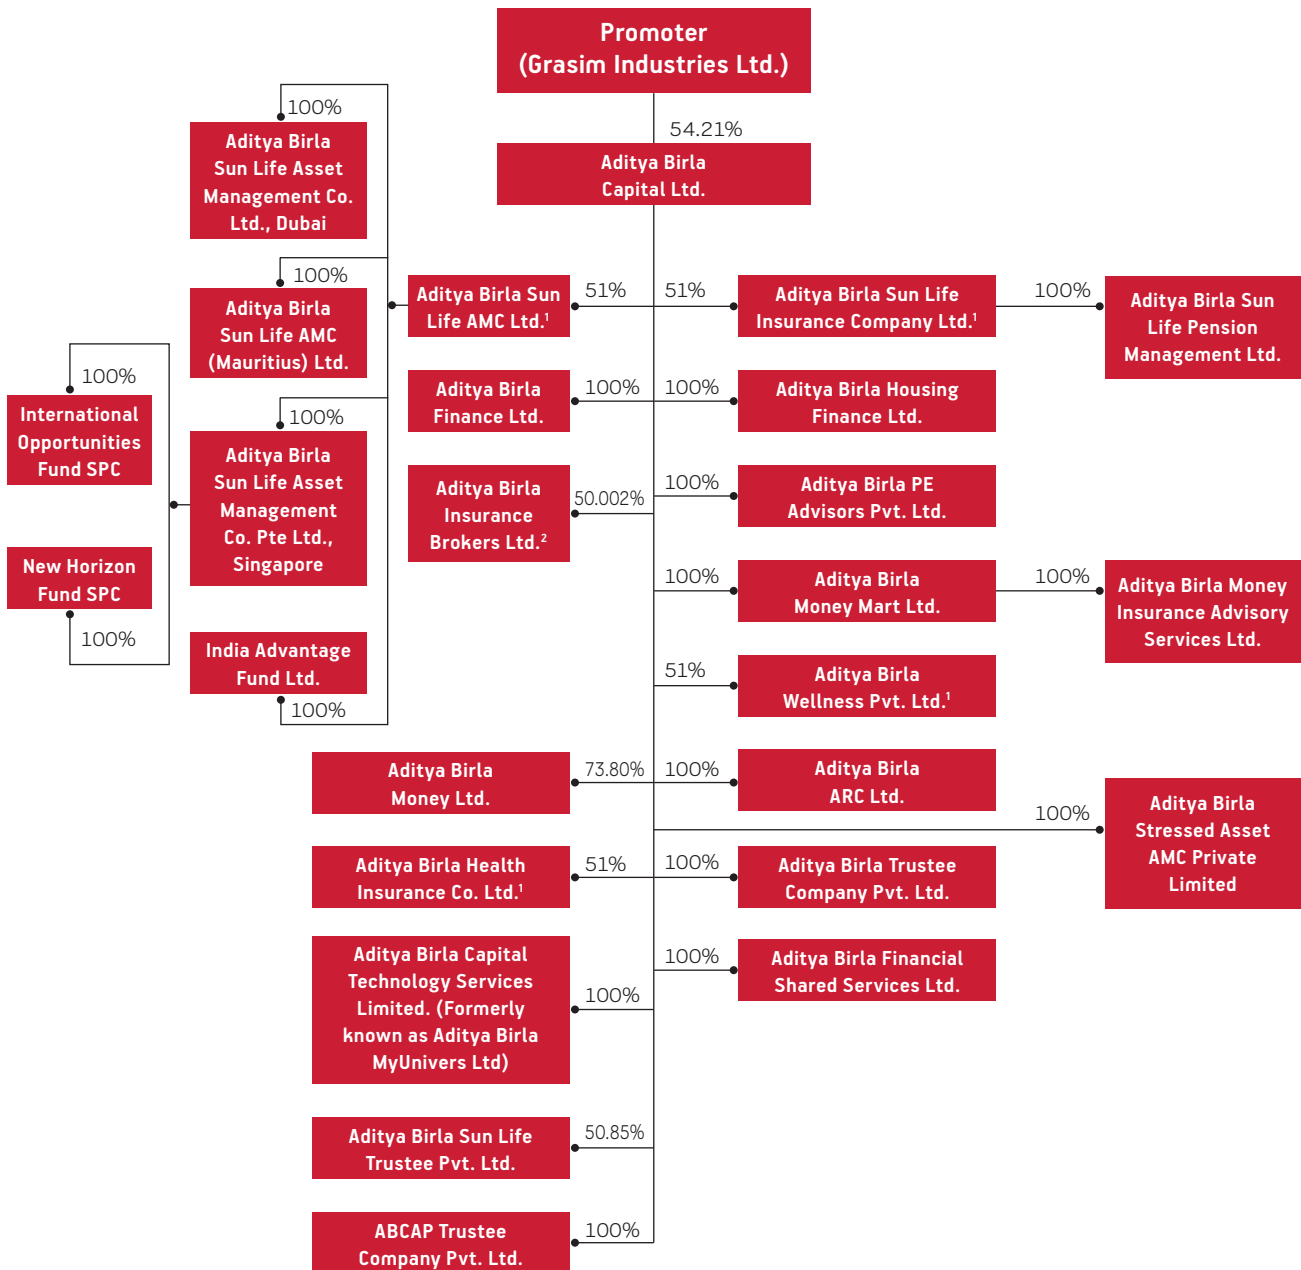 Promoter
(Grasim Industries Ltd.)
54.21%
Aditya Birla
Capital Ltd.
100%
Aditya Birla
Sun Life Asset
Management Co.
Ltd., Dubai
100%
Aditya Birla
Sun Life AMC
(Mauritius) Ltd.
Aditya Birla Sun
Life AMC Ltd.¹
51%
51%
Aditya Birla Sun Life
Insurance Company Ltd.¹
100%
Aditya Birla Sun
Life Pension
Management Ltd.
100%
International
Opportunities
Fund SPC
100%
Aditya Birla
Sun Life Asset
Management
Co. Pte Ltd.,
Singapore
Aditya Birla
Finance Ltd.
100%
100%
Aditya Birla Housing
Finance Ltd.
Aditya Birla
Insurance
Brokers Ltd.²
50.002%
100%
Aditya Birla PE
Advisors Pvt. Ltd.
New Horizon
Fund SPC
100%
100%
Aditya Birla
Money Mart Ltd.
100%
Aditya Birla Money
Insurance Advisory
Services Ltd.
India Advantage
Fund Ltd.
100%
51%
Aditya Birla
Wellness Pvt. Ltd.¹
Aditya Birla
Money Ltd.
73.80%
100%
Aditya Birla
ARC Ltd.
100%
Aditya Birla
Stressed Asset
AMC Private
Limited
Aditya Birla Health
Insurance Co. Ltd.¹
51%
100%
Aditya Birla Trustee
Company Pvt. Ltd.
Aditya Birla Capital
Technology Services
Limited. (Formerly
known as Aditya Birla
MyUnivers Ltd)
100%
100%
Aditya Birla Financial
Shared Services Ltd.
Aditya Birla Sun Life
Trustee Pvt. Ltd.
50.85%
ABCAP Trustee
Company Pvt. Ltd.
100%